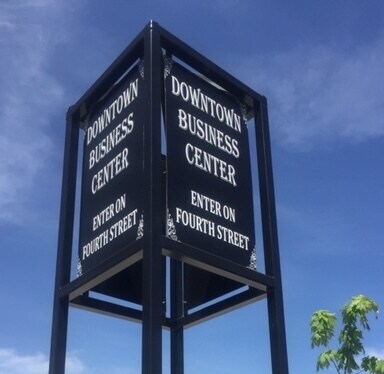 DOWNTOWN
BUSINESS
CENTER
ENTER ON
FOURTH STREET
DOWNTOWN
BUSINESS
CENTER
ENTER ON
FOURTH STREET